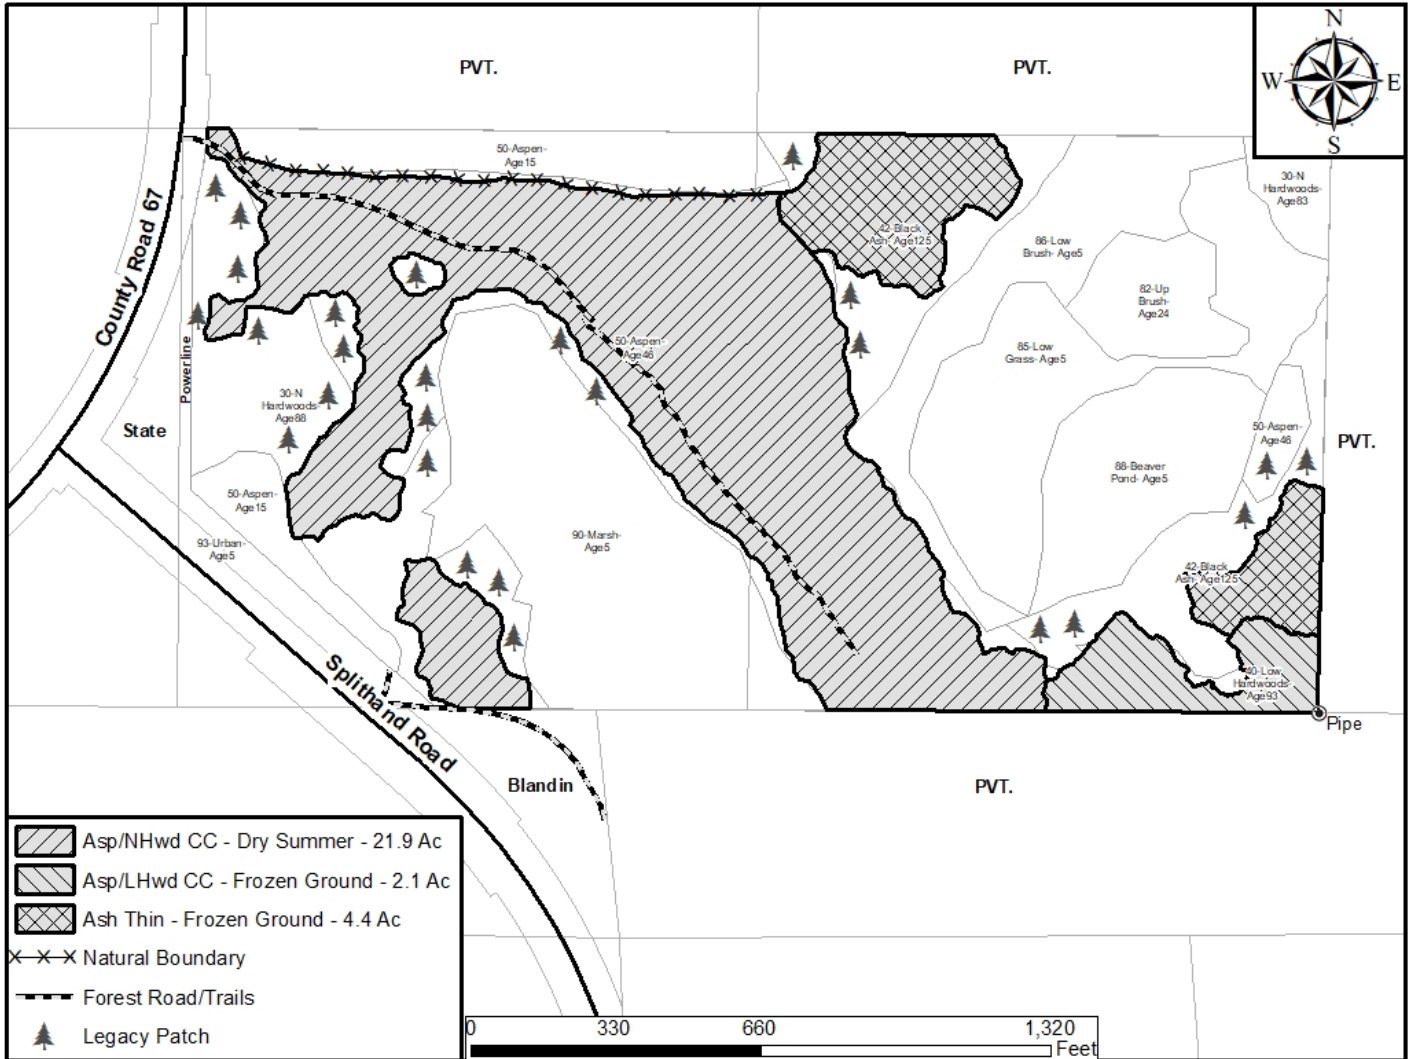 N
W E
S
PVT.
PVT.
50-Aspen-
Age15
30-N
Hardwoods-
Age83
42-Black
Ash- Age125
86-Low
Brush- Age5
82-Up
Brush-
Age24
County Road 67
Powerline
50-Aspen-
Age46
85-Low
Grass- Age5
30-N
Hardwoods-
Age88
State
50-Aspen-
Age46
PVT.
88-Beaver
Pond- Age5
50-Aspen-
Age15
93-Urban-
Age5
90-Marsh-
Age5
42-Black
Ash- Age125
40-Low
Hardwoods-
Age93
Pipe
Splithand Road
Blandin
PVT.
Asp/NHwd CC - Dry Summer - 21.9 Ac
Asp/LHwd CC - Frozen Ground - 2.1 Ac
Ash Thin - Frozen Ground - 4.4 Ac
Natural Boundary
Forest Road/Trails
Legacy Patch
0 330 660 1,320
Feet